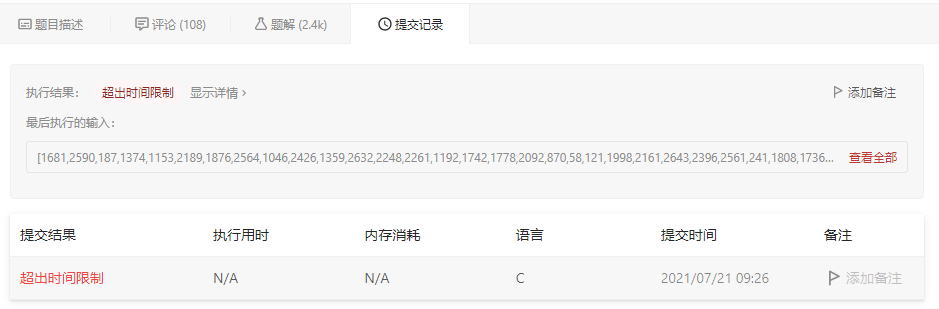 题目描述 评论 (108) 题解 (2.4k) 提交记录
执行结果： 超出时间限制 显示详情 › 添加备注
最后执行的输入：
[1681,2590,187,1374,1153,2189,1876,2564,1046,2426,1359,2632,2248,2261,1192,1742,1778,2092,870,58,121,1998,2161,2643,2396,2561,241,1808,1736... 查看全部
提交结果 执行用时 内存消耗 语言 提交时间 备注
超出时间限制 N/A N/A C 2021/07/21 09:26 添加备注